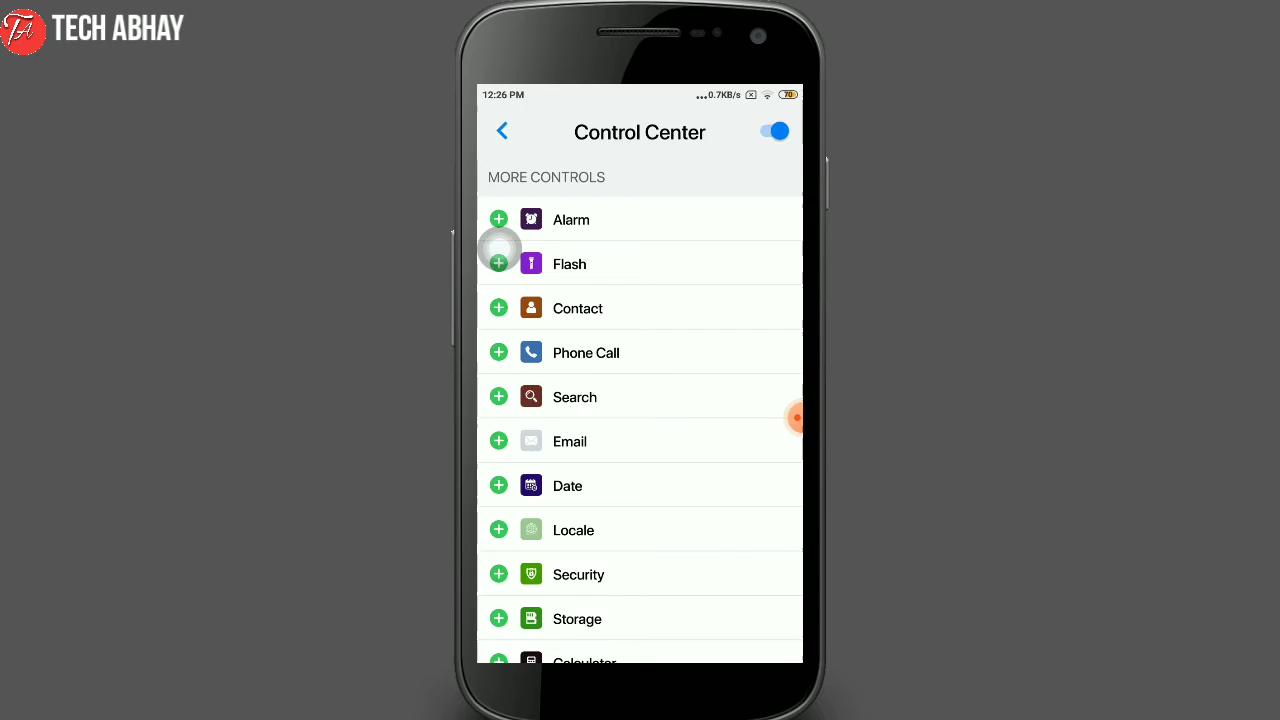 TECH ABHAY
12:26 PM
...0.7KB/s
70
Control Center
MORE CONTROLS
Alarm
Flash
Contact
Phone Call
Search
Email
Date
Locale
Security
Storage
Calculator